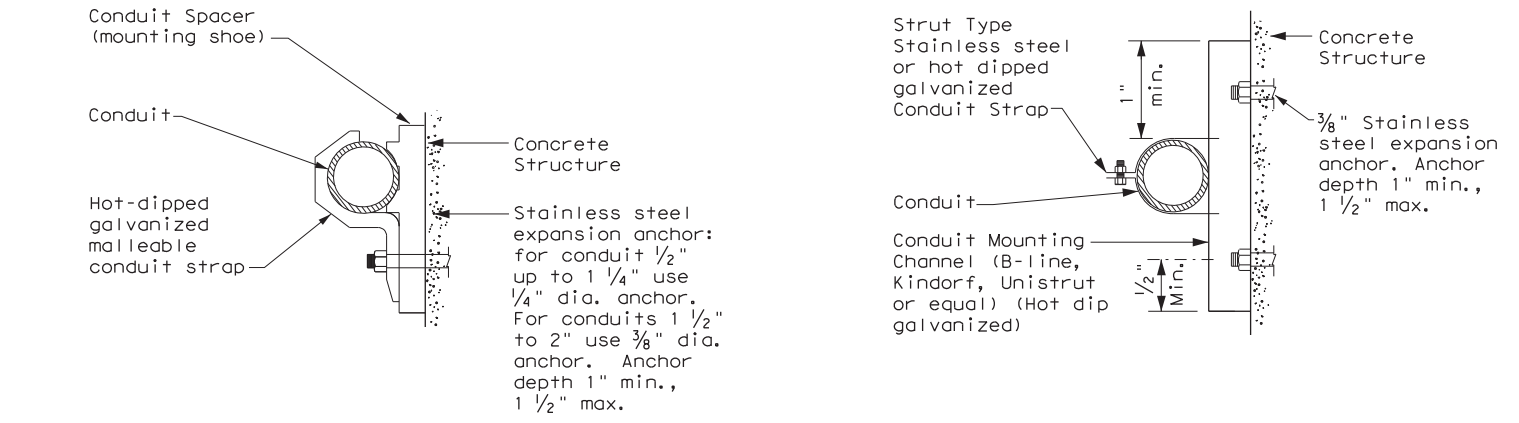 Conduit Spacer
(mounting shoe)
Conduit
Hot-dipped
galvanized
malleable
conduit strap
Concrete
Structure
Stainless steel
expansion anchor:
for conduit 1/2"
up to 1 1/4" use
1/4" dia. anchor.
For conduits 1 1/2"
to 2" use 3/8" dia.
anchor. Anchor
depth 1" min.,
1 1/2" max.
Strut Type
Stainless steel
or hot dipped
galvanized
Conduit Strap
1"
min.
Concrete
Structure
3/8" Stainless
steel expansion
anchor. Anchor
depth 1" min.,
1 1/2" max.
Conduit
Conduit Mounting
Channel (B-line,
Kindorf, Unistrut
or equal) (Hot dip
galvanized)
1/2"
Min.